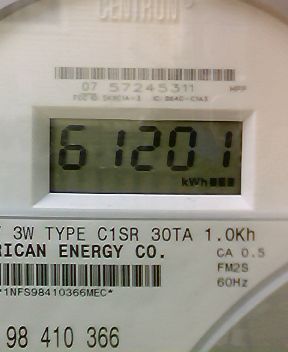 CENTRON
07 57245311
61201
kWh
3W TYPE C1SR 30TA 1.0Kh
RICAN ENERGY CO.
CA 0.5
FM2S
60Hz
*1NFS98410366MEC*
98 410 366